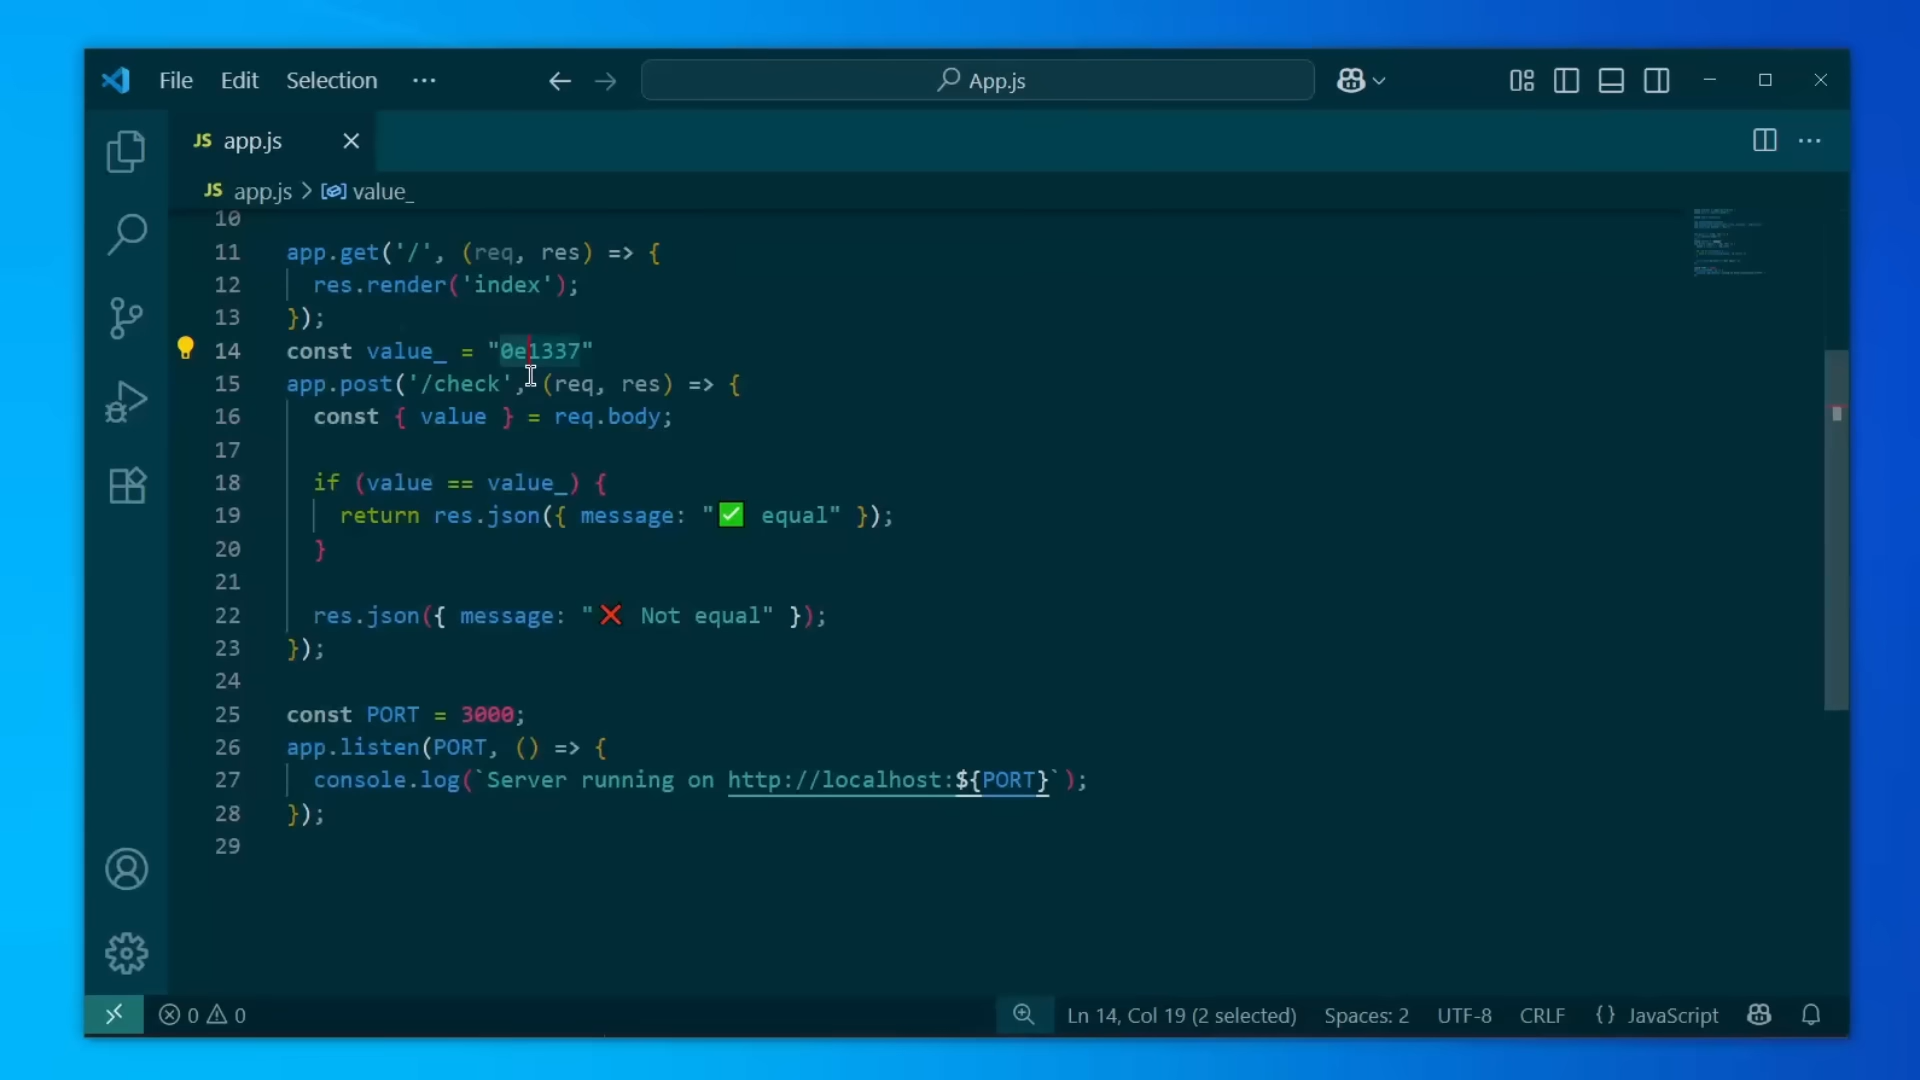 File Edit Selection ··· App.js
JS app.js
JS app.js > value_
10
11 app.get('/', (req, res) => {
12 res.render('index');
13 });
14 const value_ = "0e1337"
15 app.post('/check', (req, res) => {
16 const { value } = req.body;
17
18 if (value == value_) {
19 return res.json({ message: "✅ equal" });
20 }
21
22 res.json({ message: "❌ Not equal" });
23 });
24
25 const PORT = 3000;
26 app.listen(PORT, () => {
27 console.log(`Server running on http://localhost:${PORT}`);
28 });
29
0 0 Ln 14, Col 19 (2 selected) Spaces: 2 UTF-8 CRLF {} JavaScript